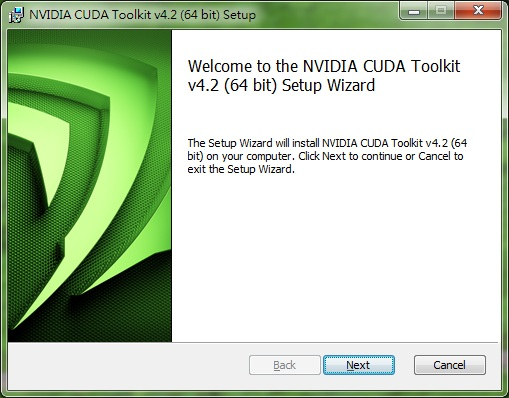 NVIDIA CUDA Toolkit v4.2 (64 bit) Setup
Welcome to the NVIDIA CUDA Toolkit
v4.2 (64 bit) Setup Wizard
The Setup Wizard will install NVIDIA CUDA Toolkit v4.2 (64
bit) on your computer. Click Next to continue or Cancel to
exit the Setup Wizard.
Back
Next
Cancel